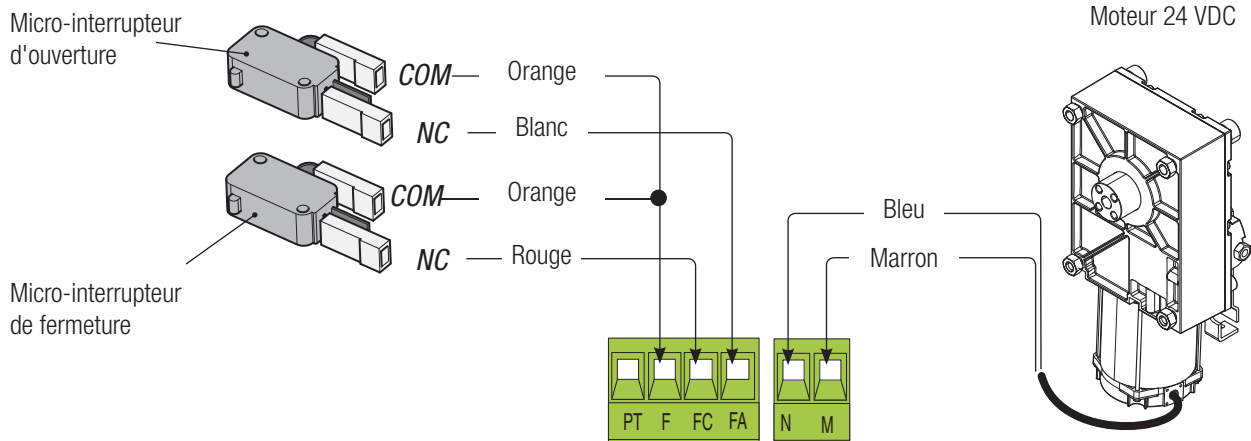 Micro-interrupteur
d'ouverture
Moteur 24 VDC
COM
Orange
NC
Blanc
COM
Orange
NC
Rouge
Bleu
Marron
Micro-interrupteur
de fermeture
PT F FC FA N M